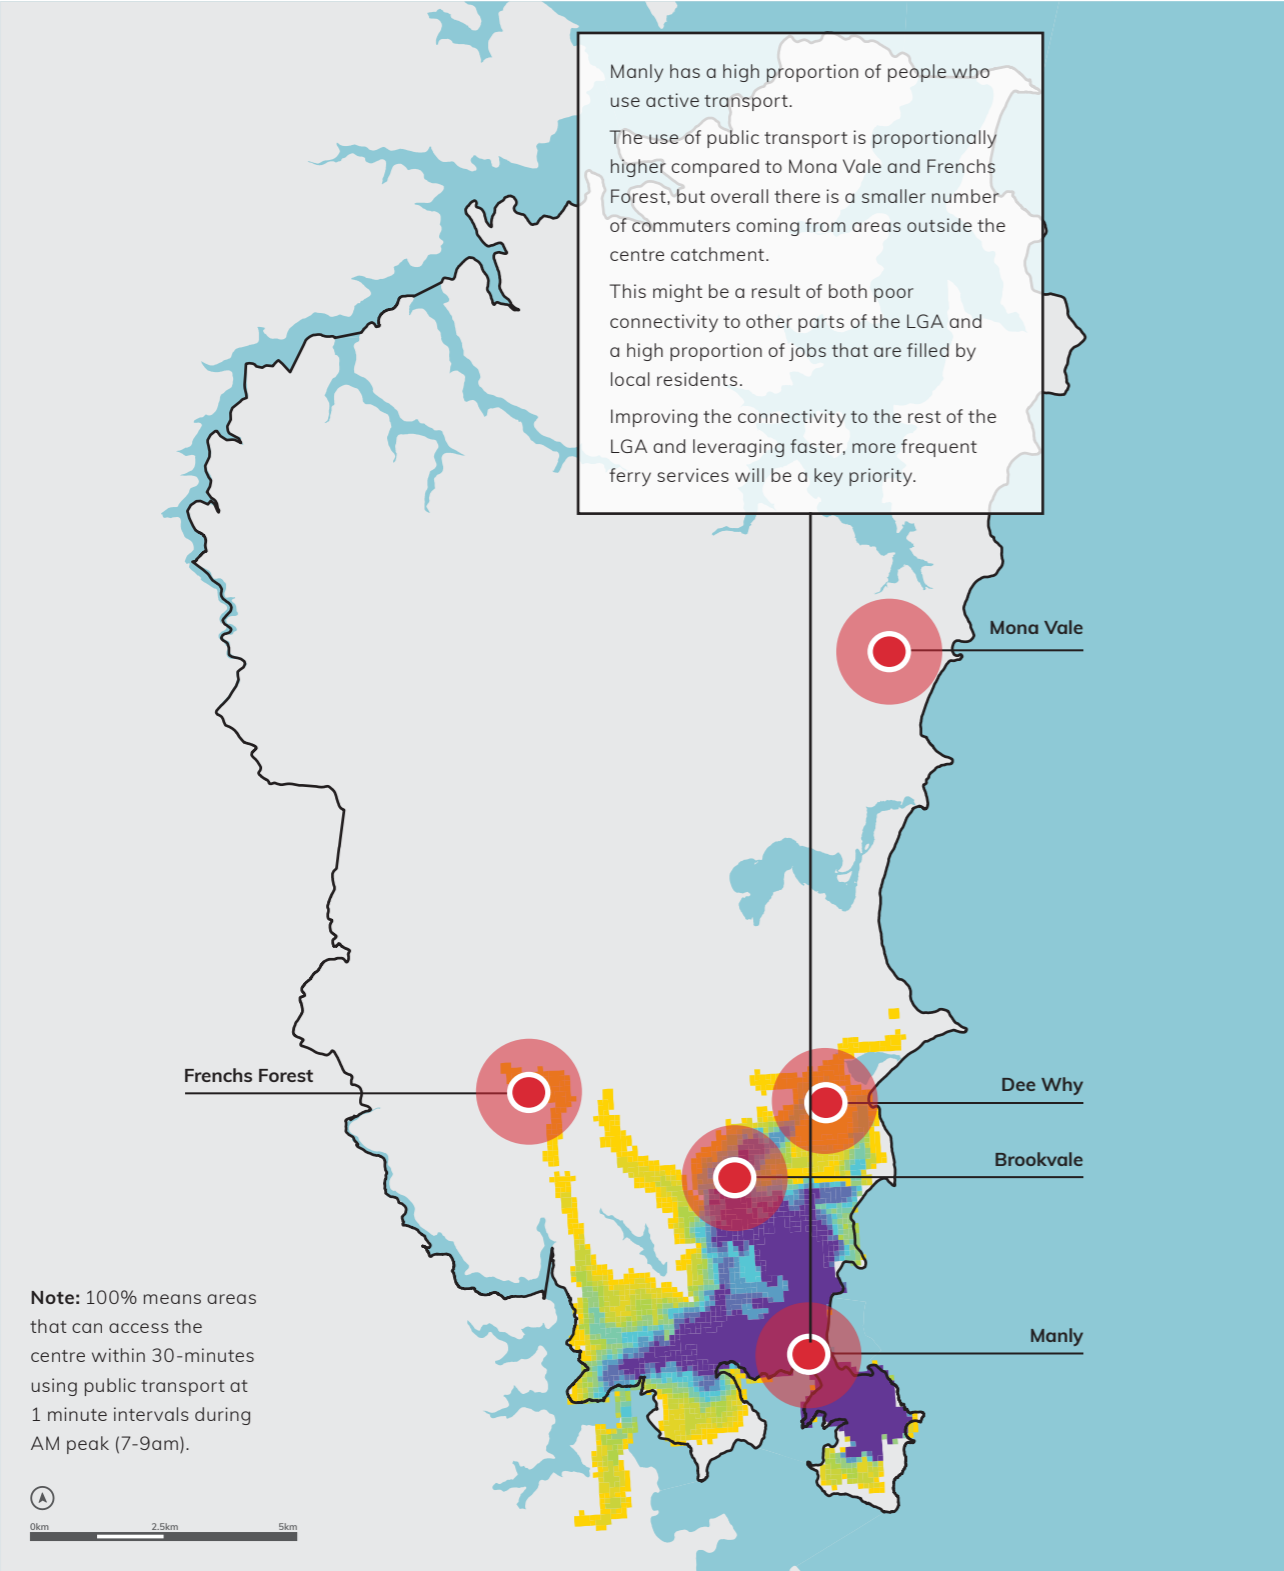 Manly has a high proportion of people who
use active transport.
The use of public transport is proportionally
higher compared to Mona Vale and Frenchs
Forest, but overall there is a smaller number
of commuters coming from areas outside the
centre catchment.
This might be a result of both poor
connectivity to other parts of the LGA and
a high proportion of jobs that are filled by
local residents.
Improving the connectivity to the rest of the
LGA and leveraging faster, more frequent
ferry services will be a key priority.
Mona Vale
Frenchs Forest
Dee Why
Brookvale
Manly
Note: 100% means areas
that can access the
centre within 30-minutes
using public transport at
1 minute intervals during
AM peak (7-9am).
0km 2.5km 5km